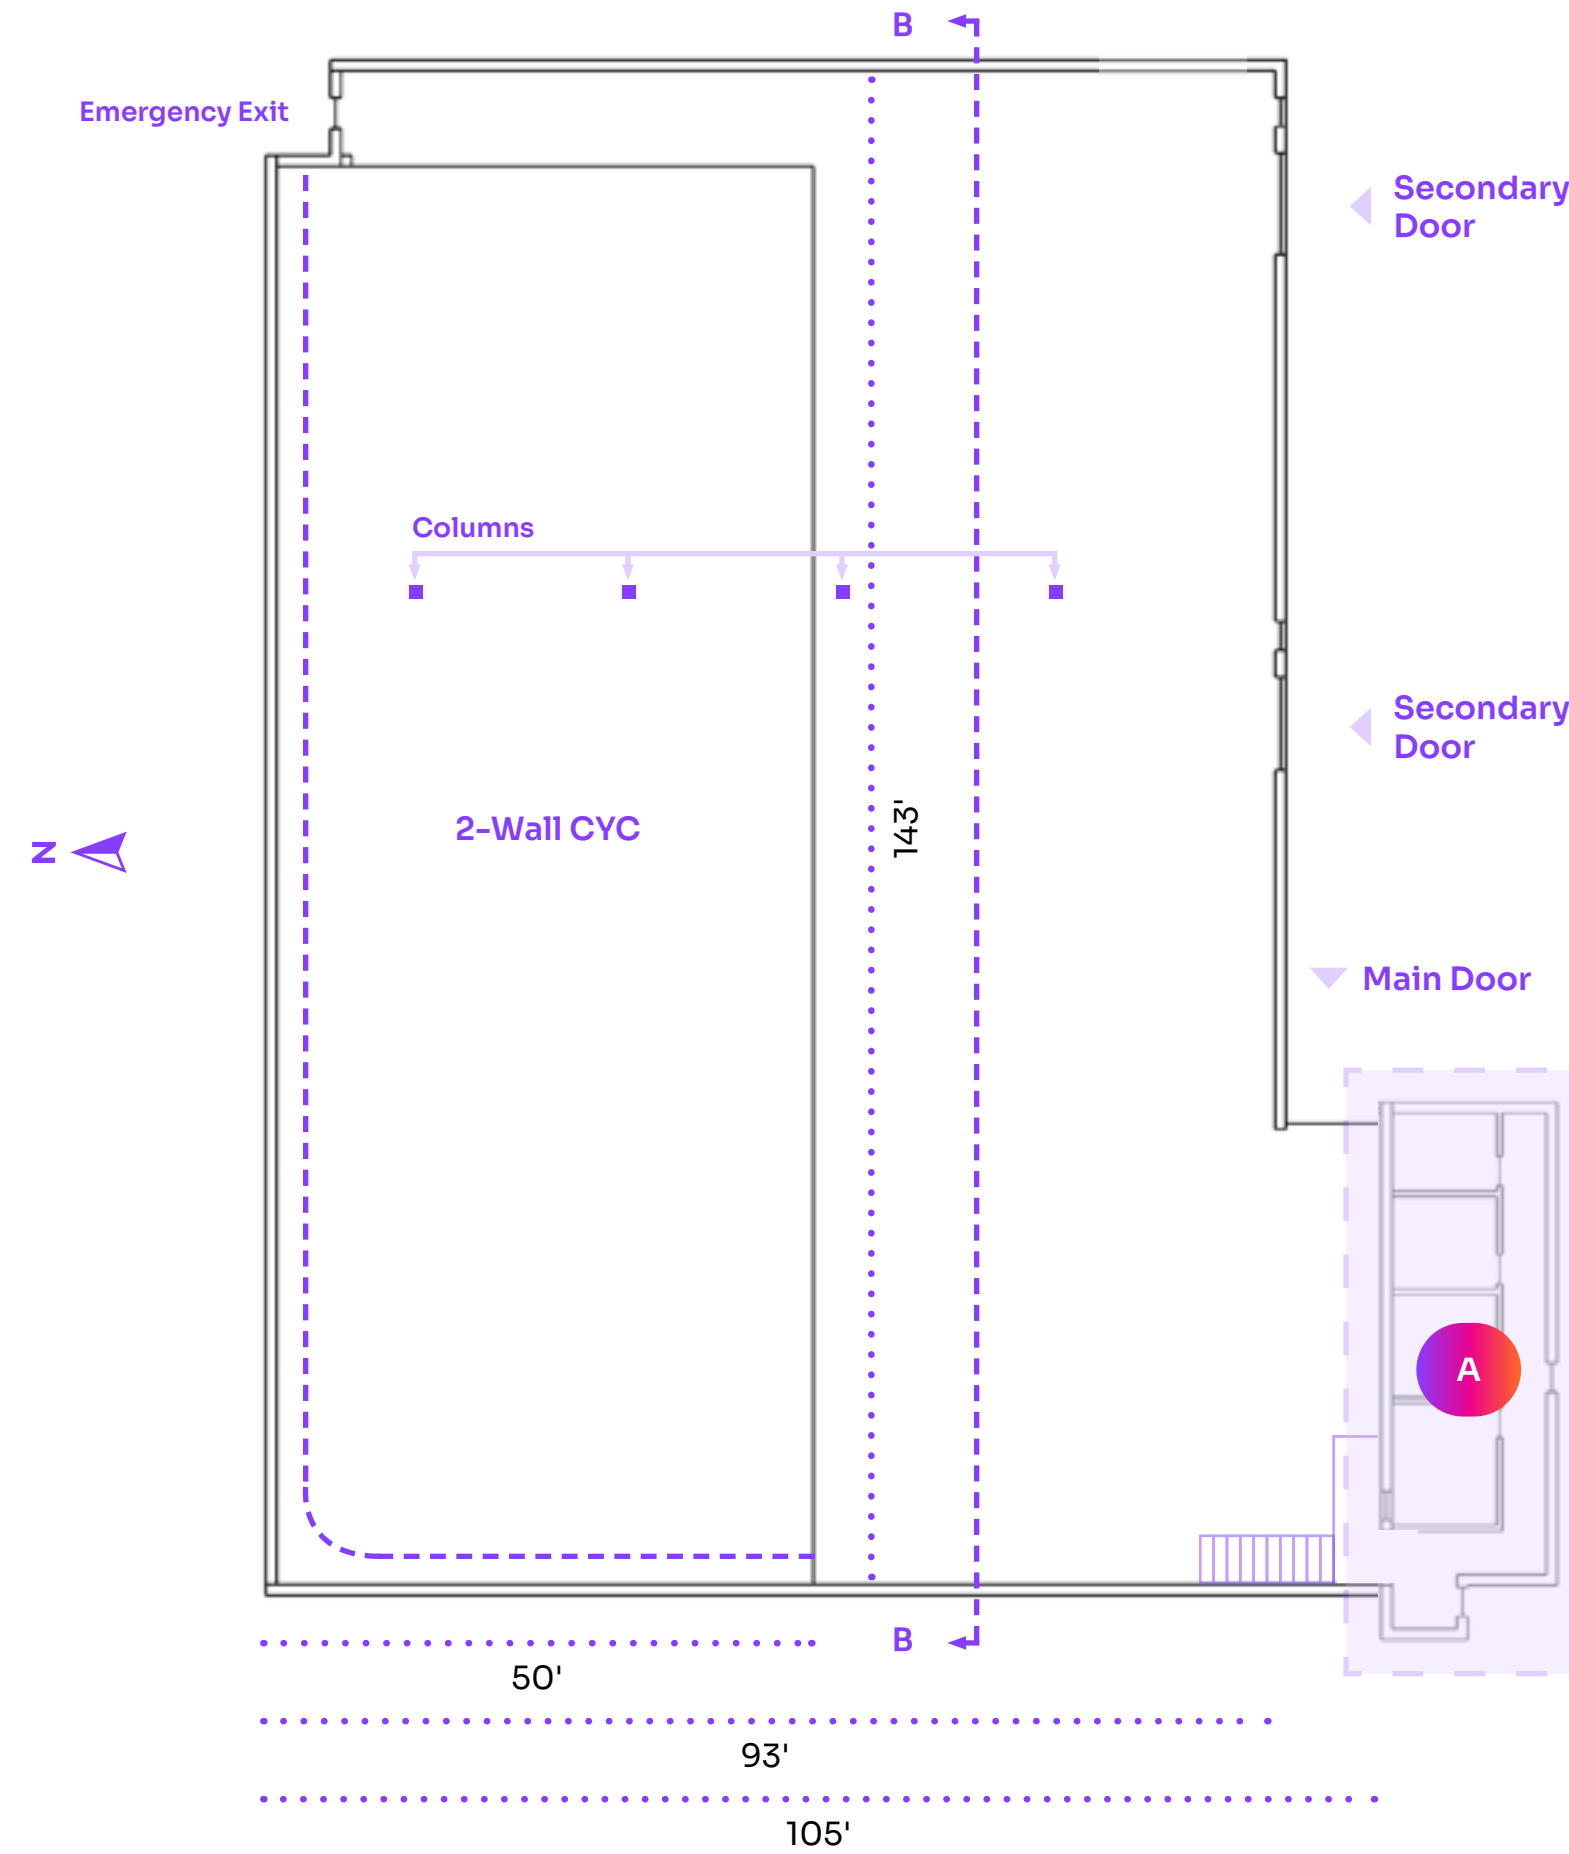 B
Emergency Exit
Secondary
Door
Columns
Secondary
Door
143'
2-Wall CYC
N
Main Door
A
B
50'
93'
105'